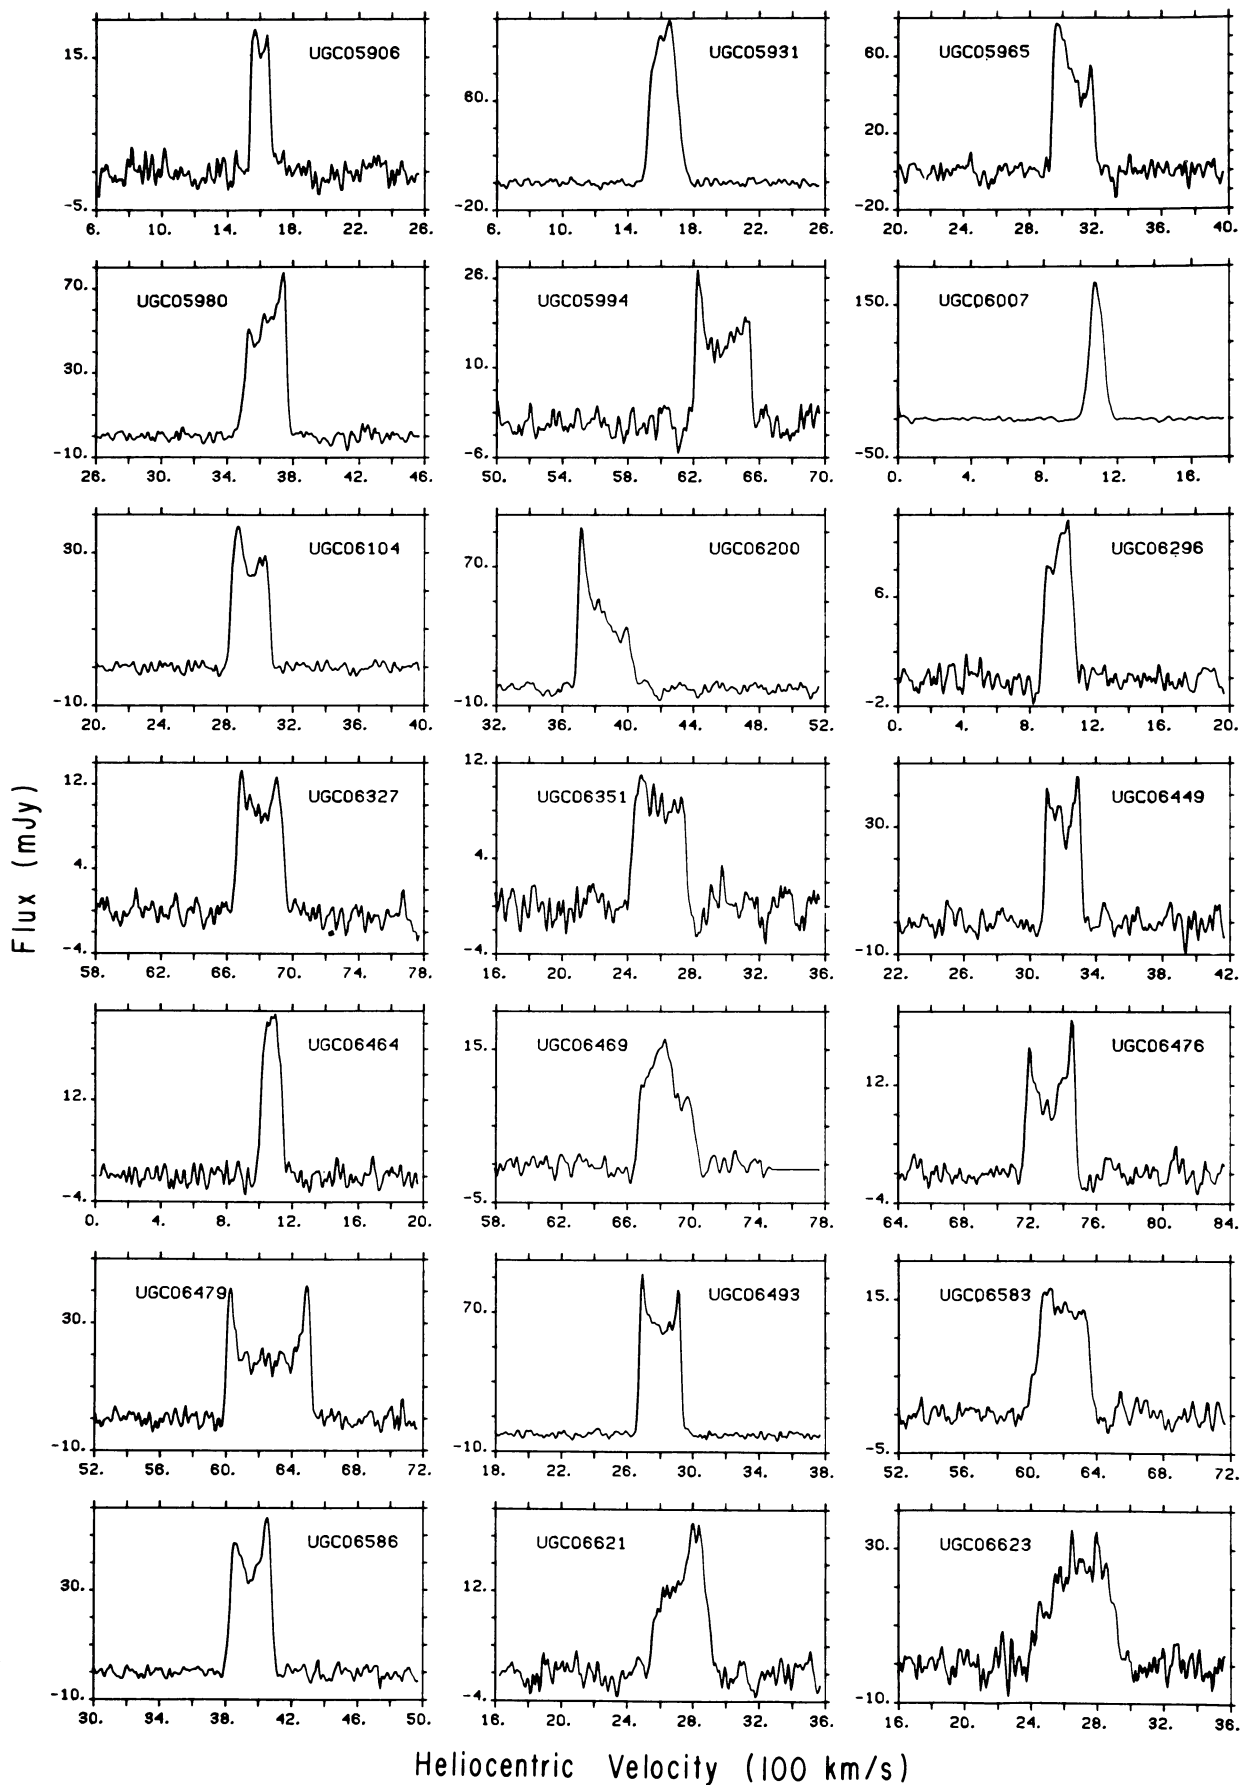 UGC05906 UGC05931 UGC05965
15. 60. 60.
20.
-5. -20. -20.
6. 10. 14. 18. 22. 26. 2. 6. 10. 14. 18. 22. 26. 20. 24. 28. 32. 36. 40.
UGC05980 UGC05994 UGC06007
70. 26. 150.
30. 10.
-10. -6. -50.
26. 30. 34. 38. 42. 46. 50. 54. 58. 62. 66. 70. 0. 4. 8. 12. 16.
UGC06104 UGC06200 UGC06296
30. 70. 6.
-10. -10. -2.
20. 24. 28. 32. 36. 40. 32. 36. 40. 44. 48. 52. 0. 4. 8. 12. 16. 20.
UGC06327 UGC06351 UGC06449
12. 12. 30.
4. 4.
-4. -4. -10.
58. 62. 66. 70. 74. 78. 16. 20. 24. 28. 32. 36. 22. 26. 30. 34. 38. 42.
UGC06464 UGC06469 UGC06476
12. 15. 12.
-4. -5. -4.
0. 4. 8. 12. 16. 20. 58. 62. 66. 70. 74. 78. 64. 68. 72. 76. 80. 84.
UGC06479 UGC06493 UGC06583
30. 70. 15.
-10. -10. -5.
52. 56. 60. 64. 68. 72. 18. 22. 26. 30. 34. 38. 52. 56. 60. 64. 68. 72.
UGC06586 UGC06621 UGC06623
30. 12. 30.
-10. -4. -10.
30. 34. 38. 42. 46. 50. 16. 20. 24. 28. 32. 36. 16. 20. 24. 28. 32. 36.
Flux (mJy)
Heliocentric Velocity (100 km/s)